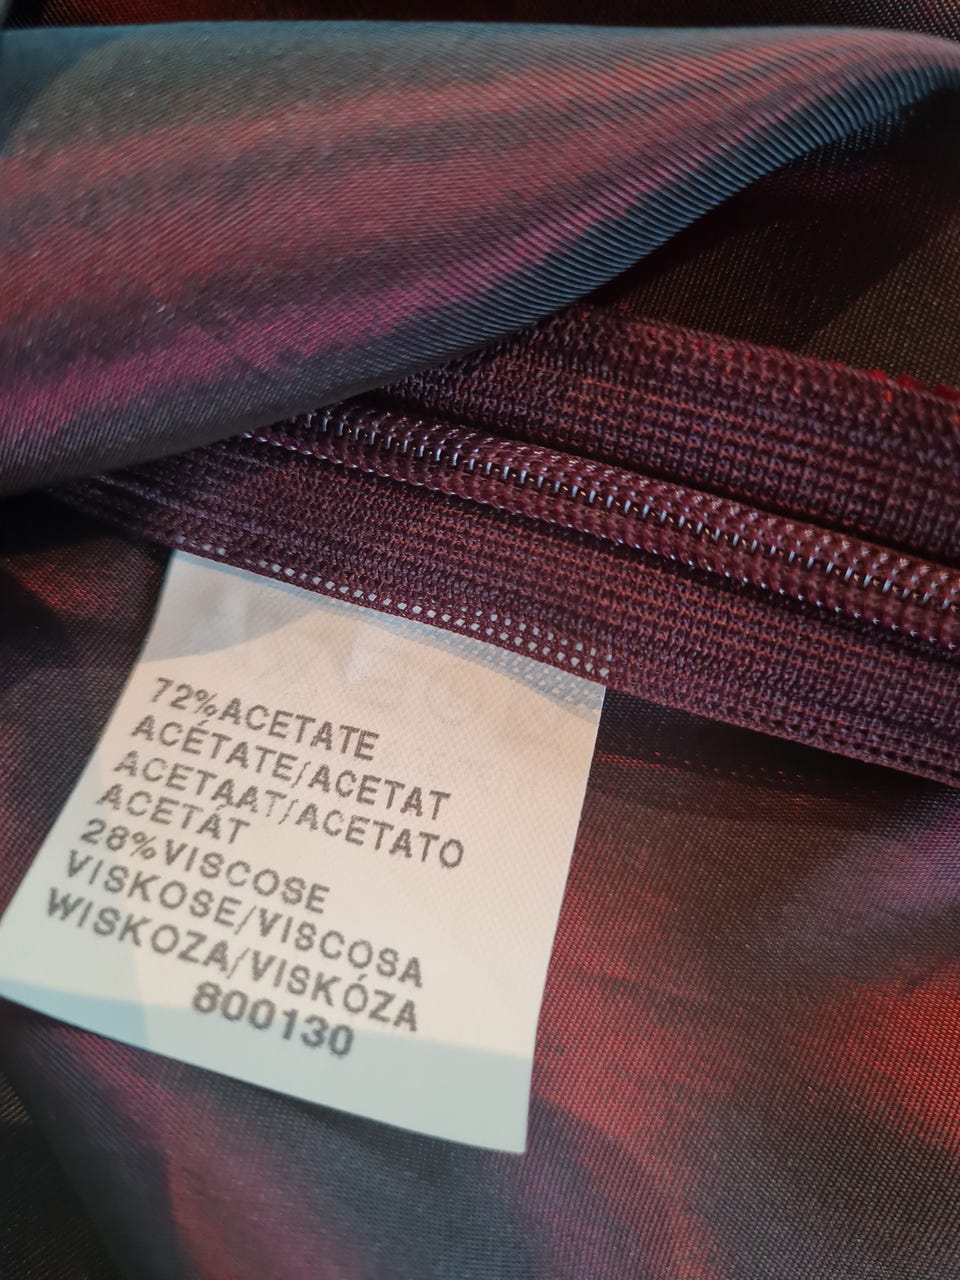 72%ACETATE
ACÉTATE/ACETAT
ACETAAT/ACETATO
ACETÁT
28%VISCOSE
VISKOSE/VISCOSA
WISKOZA/VISKÓZA
800130